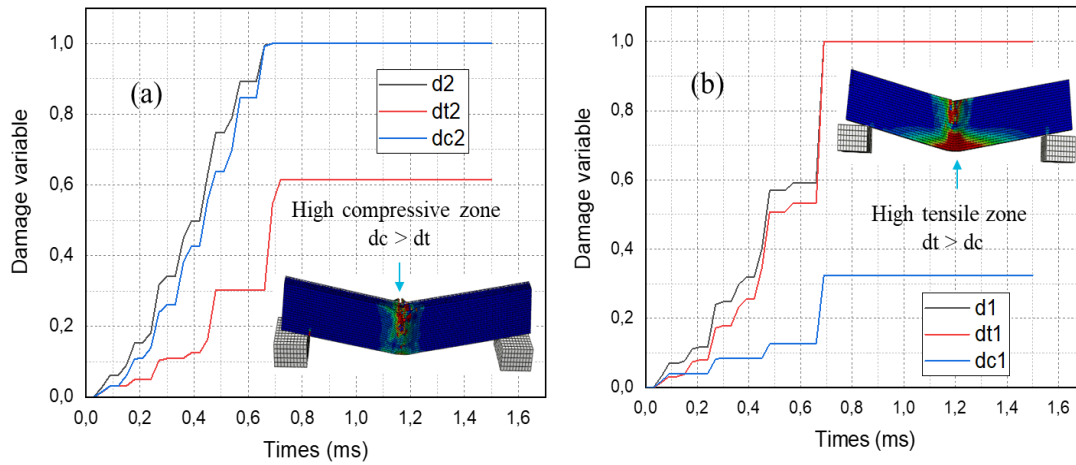 (a)
d2
dt2
dc2
High compressive zone
dc > dt
Damage variable
1,0
0,8
0,6
0,4
0,2
0,0
0,0 0,2 0,4 0,6 0,8 1,0 1,2 1,4 1,6
Times (ms)
(b)
High tensile zone
dt > dc
d1
dt1
dc1
Damage variable
1,0
0,8
0,6
0,4
0,2
0,0
0,0 0,2 0,4 0,6 0,8 1,0 1,2 1,4 1,6
Times (ms)